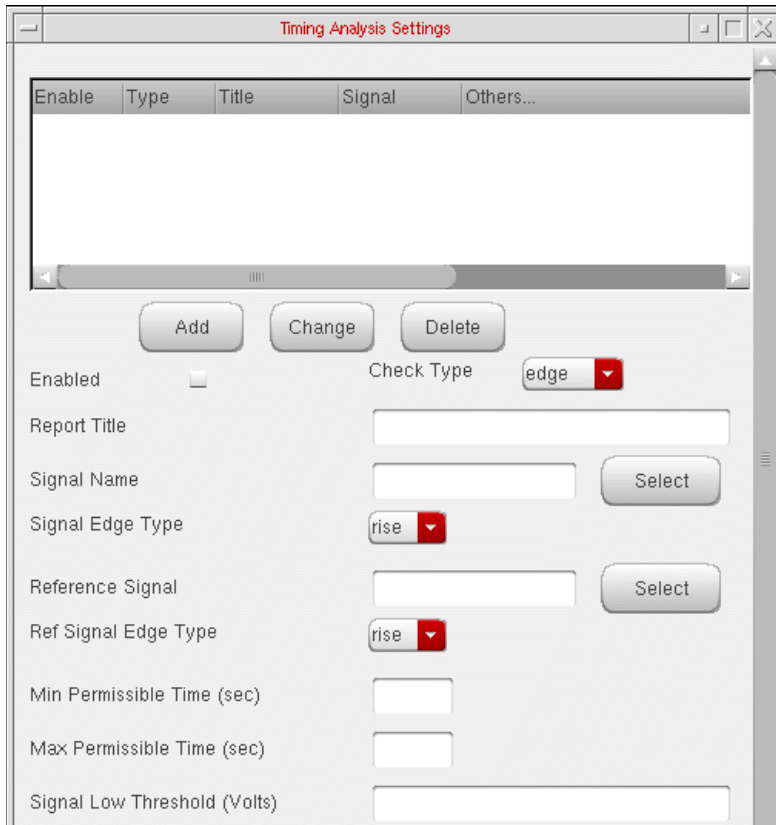 Timing Analysis Settings
Enable Type Title Signal Others...
Add Change Delete
Enabled Check Type edge
Report Title
Signal Name Select
Signal Edge Type rise
Reference Signal Select
Ref Signal Edge Type rise
Min Permissible Time (sec)
Max Permissible Time (sec)
Signal Low Threshold (Volts)